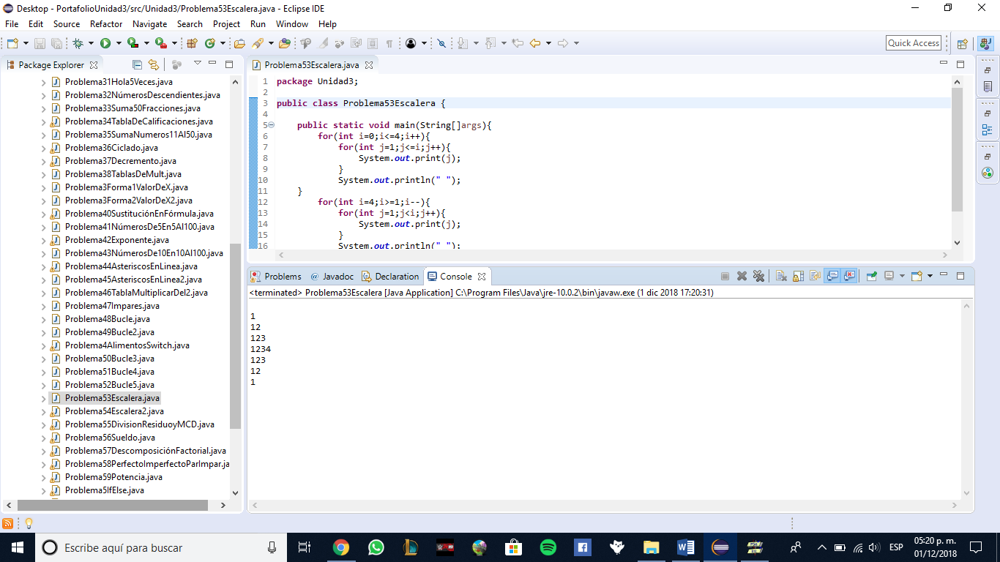 Desktop - PortafolioUnidad3/src/Unidad3/Problema53Escalera.java - Eclipse IDE
File Edit Source Refactor Navigate Search Project Run Window Help
Quick Access
Package Explorer
Problema31Hola5Veces.java
Problema32NúmerosDescendientes.java
Problema33Suma50Fracciones.java
Problema34TablaDeCalificaciones.java
Problema35SumaNumeros11Al50.java
Problema36Ciclado.java
Problema37Decremento.java
Problema38TablasDeMult.java
Problema3Forma1ValorDeX.java
Problema3Forma2ValorDeX2.java
Problema40SustituciónEnFórmula.java
Problema41NúmerosDe5En5Al100.java
Problema42Exponente.java
Problema43NúmerosDe10En10Al100.java
Problema44AsteriscosEnLinea.java
Problema45AsteriscosEnLinea2.java
Problema46TablaMultiplicarDel2.java
Problema47Impares.java
Problema48Bucle.java
Problema49Bucle2.java
Problema4AlimentosSwitch.java
Problema50Bucle3.java
Problema51Bucle4.java
Problema52Bucle5.java
Problema53Escalera.java
Problema54Escalera2.java
Problema55DivisionResiduoyMCD.java
Problema56Sueldo.java
Problema57DescomposiciónFactorial.java
Problema58PerfectoImperfectoParImpar.ja
Problema59Potencia.java
Problema5IfElse.java
Problema53Escalera.java
1 package Unidad3;
2
3 public class Problema53Escalera {
4
5 public static void main(String[]args){
6 for(int i=0;i<=4;i++){
7 for(int j=1;j<=i;j++){
8 System.out.print(j);
9 }
10 System.out.println(" ");
11 }
12 for(int i=4;i>=1;i--){
13 for(int j=1;j<i;j++){
14 System.out.print(j);
15 }
16 System.out.println(" ");
Problems Javadoc Declaration Console
<terminated> Problema53Escalera [Java Application] C:\Program Files\Java\jre-10.0.2\bin\javaw.exe (1 dic 2018 17:20:31)
1
12
123
1234
123
12
1
Escribe aquí para buscar
ESP
05:20 p. m.
01/12/2018